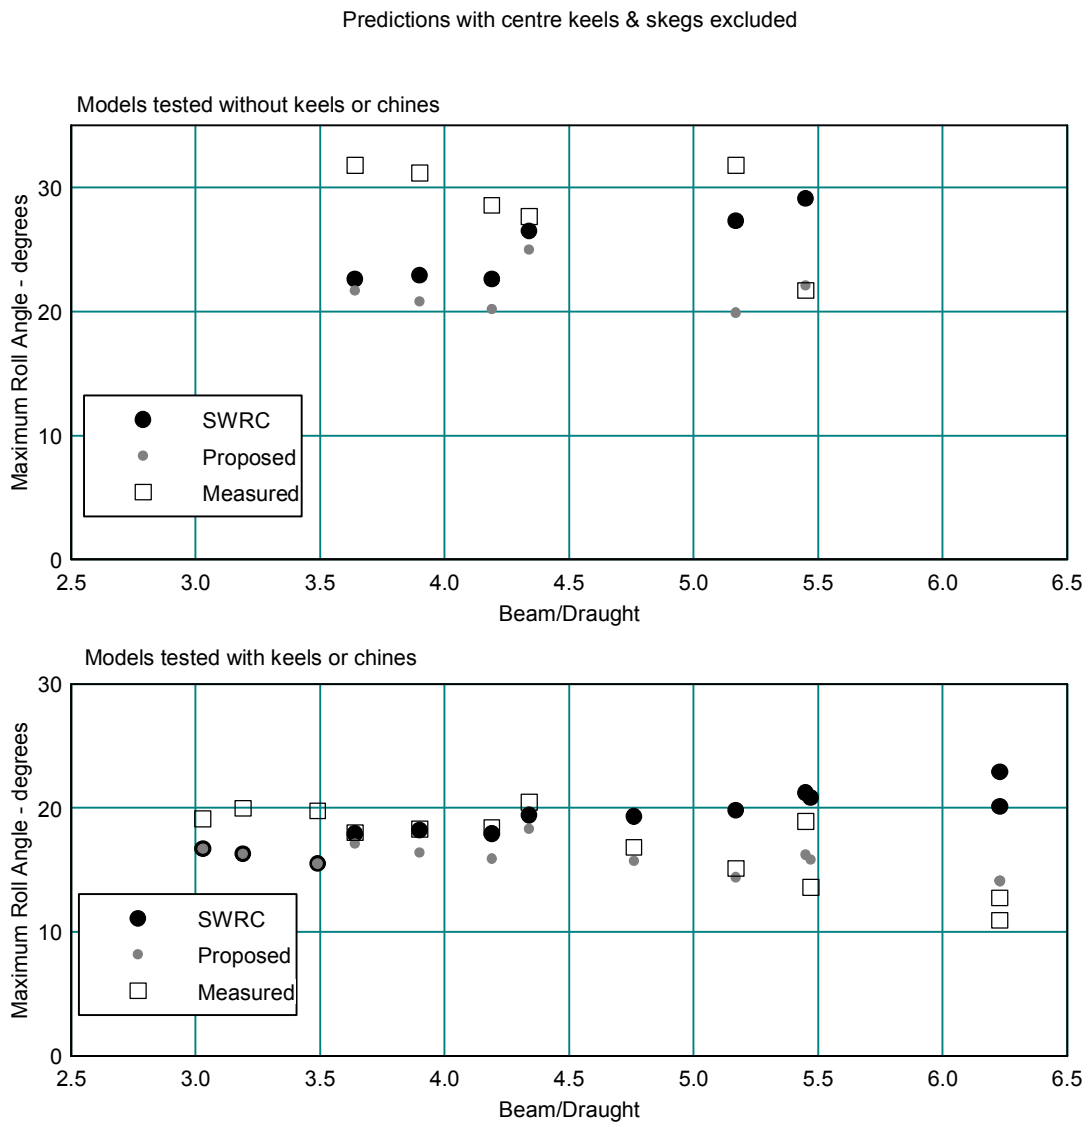 Predictions with centre keels & skegs excluded
Models tested without keels or chines
Maximum Roll Angle - degrees
30
20
10
0
SWRC
Proposed
Measured
2.5 3.0 3.5 4.0 4.5 5.0 5.5 6.0 6.5
Beam/Draught
Models tested with keels or chines
Maximum Roll Angle - degrees
30
20
10
0
SWRC
Proposed
Measured
2.5 3.0 3.5 4.0 4.5 5.0 5.5 6.0 6.5
Beam/Draught